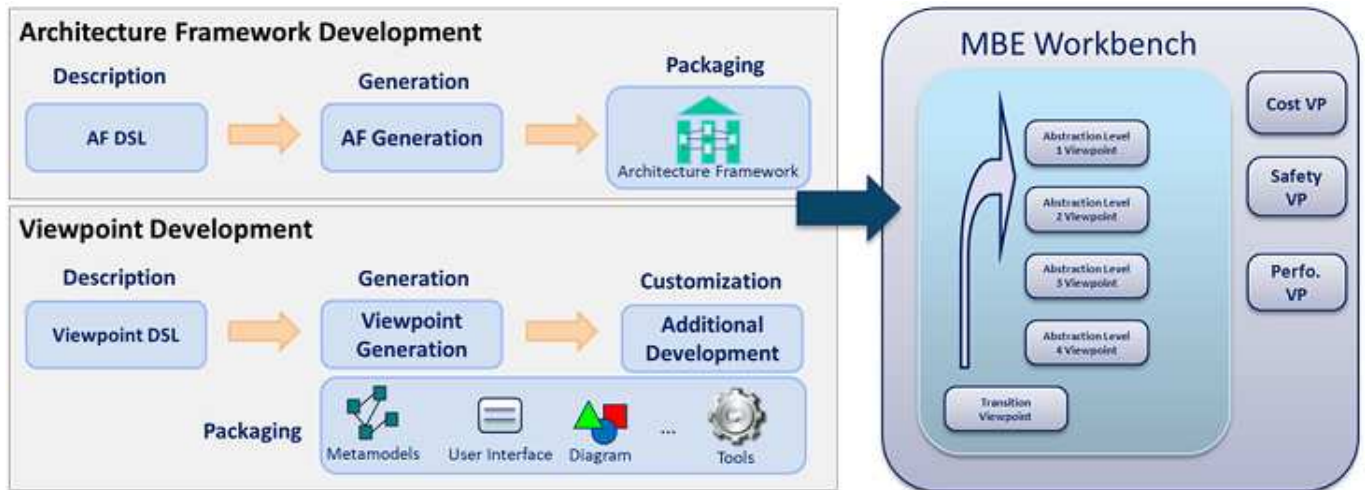 Architecture Framework Development
Description
Generation
Packaging
AF DSL
AF Generation
Architecture Framework
Viewpoint Development
Description
Generation
Customization
Viewpoint DSL
Viewpoint
Generation
Additional
Development
Packaging
Metamodels
User Interface
Diagram
...
Tools
MBE Workbench
Abstraction Level
1 Viewpoint
Abstraction Level
2 Viewpoint
Abstraction Level
3 Viewpoint
Abstraction Level
4 Viewpoint
Transition
Viewpoint
Cost VP
Safety
VP
Perfo.
VP